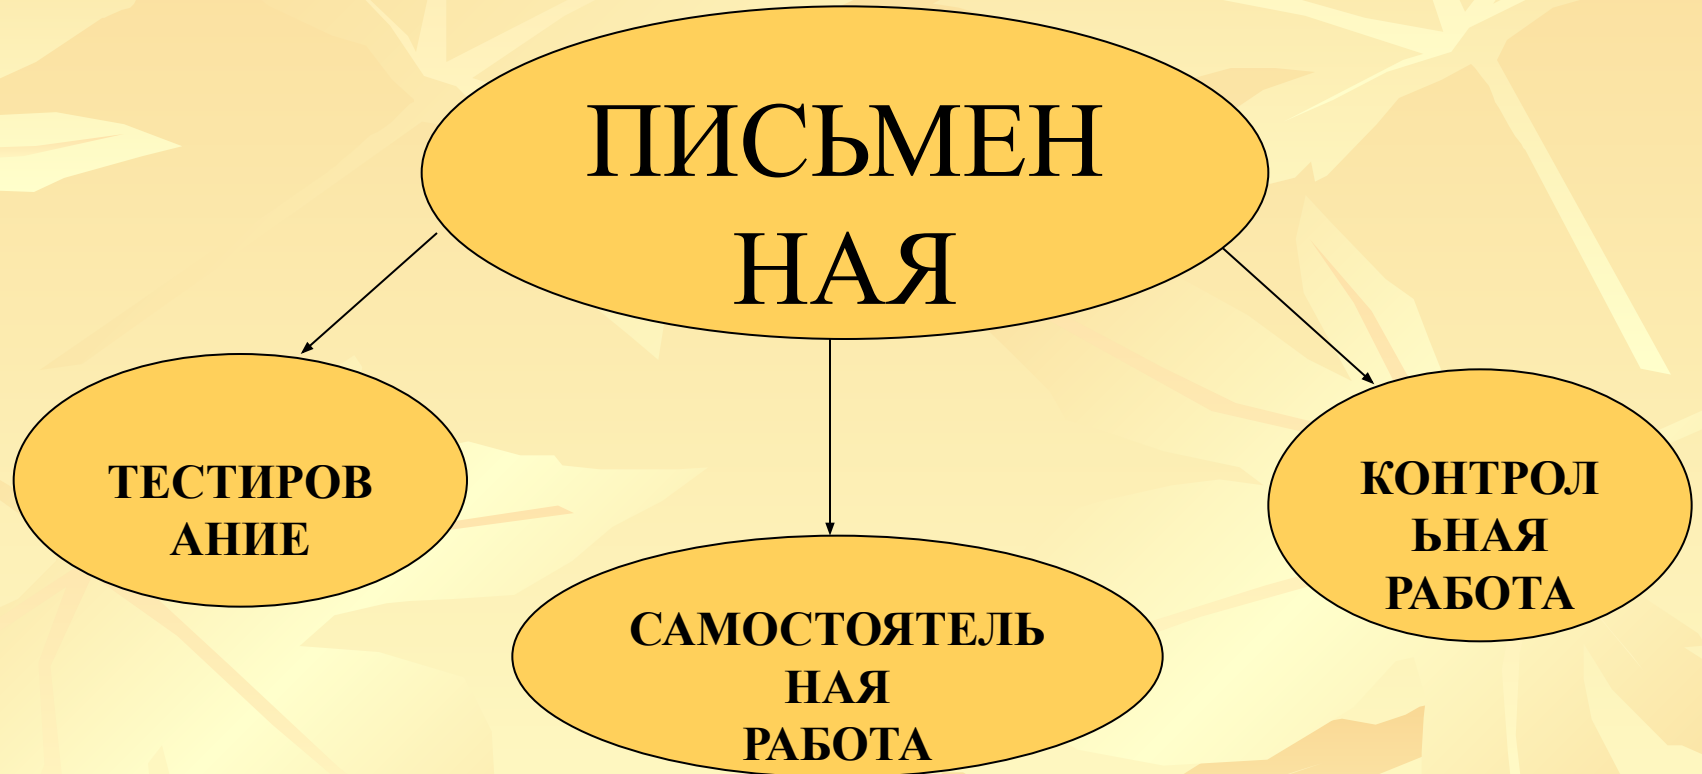 ПИСЬМЕН
НАЯ
ТЕСТИРОВ
АНИЕ
САМОСТОЯТЕЛЬ
НАЯ
РАБОТА
КОНТРОЛ
ЬНАЯ
РАБОТА